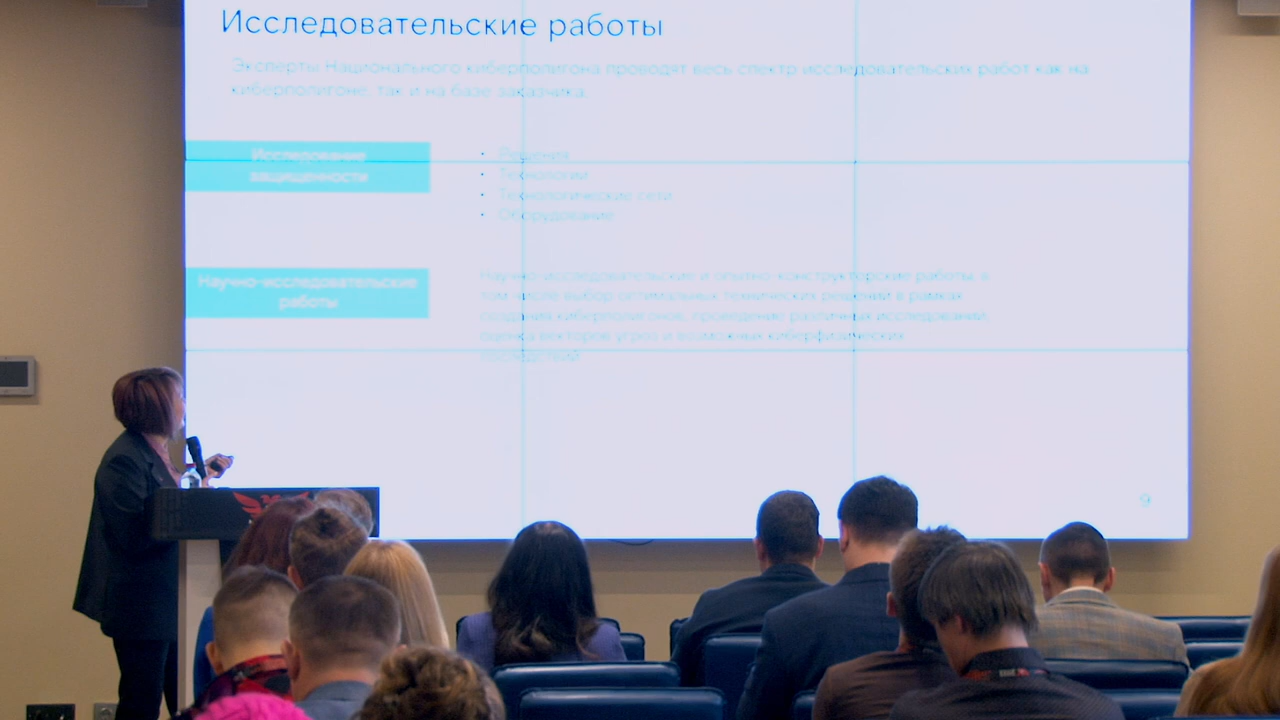 Исследовательские работы
Эксперты Национального киберполигона проводят весь спектр исследовательских работ как на
киберполигоне, так и на базе заказчика.
Исследование
защищенности
• Решения
• Технологии
• Технологические сети
• Оборудование
Научно-исследовательские
работы
Научно-исследовательские и опытно-конструкторские работы, в
том числе выбор оптимальных технических решений в рамках
создания киберполигонов, проведение различных исследований,
оценка векторов угроз и возможных киберфизических
последствий
9